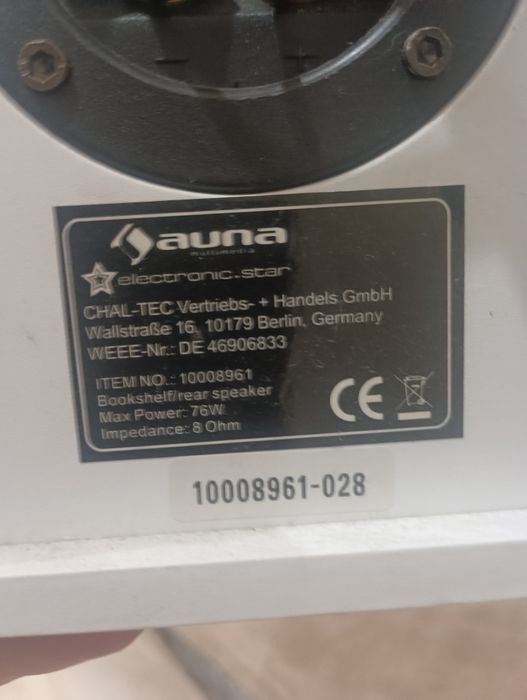 - +
auna
multimedia
electronic.star
CHAL-TEC Vertriebs- + Handels GmbH
Wallstraße 16, 10179 Berlin, Germany
WEEE-Nr.: DE 46906833
ITEM NO.: 10008961
Bookshelf/rear speaker
Max Power: 76W
Impedance: 8 Ohm
CE
10008961-028